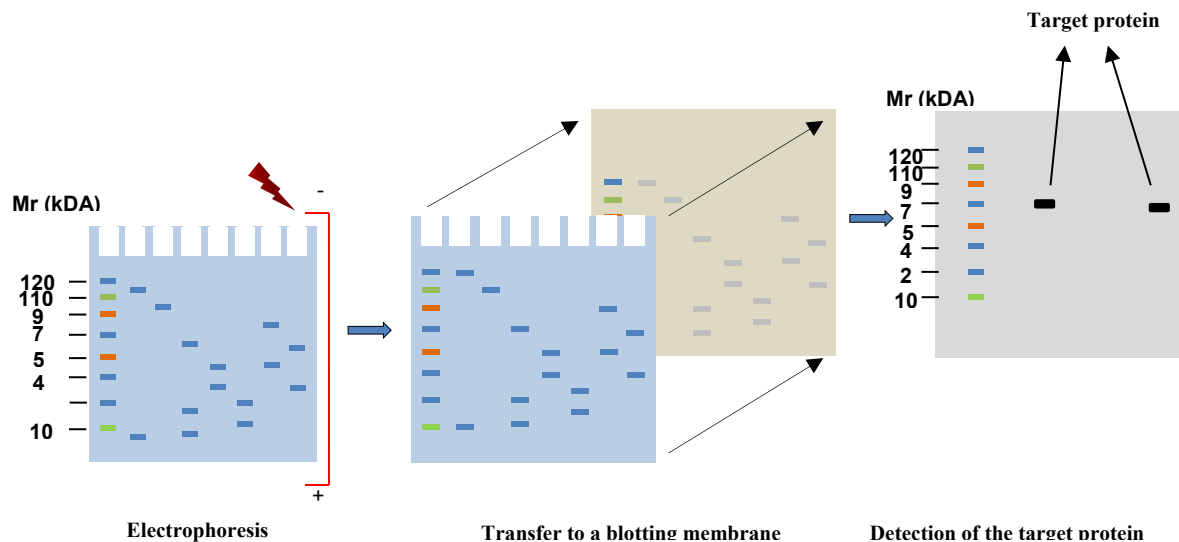 Target protein
Mr (kDA)
120
110
9
7
5
4
2
10
-
Mr (kDA)
120
110
9
7
5
4
10
+
Electrophoresis
Transfer to a blotting membrane
Detection of the target protein